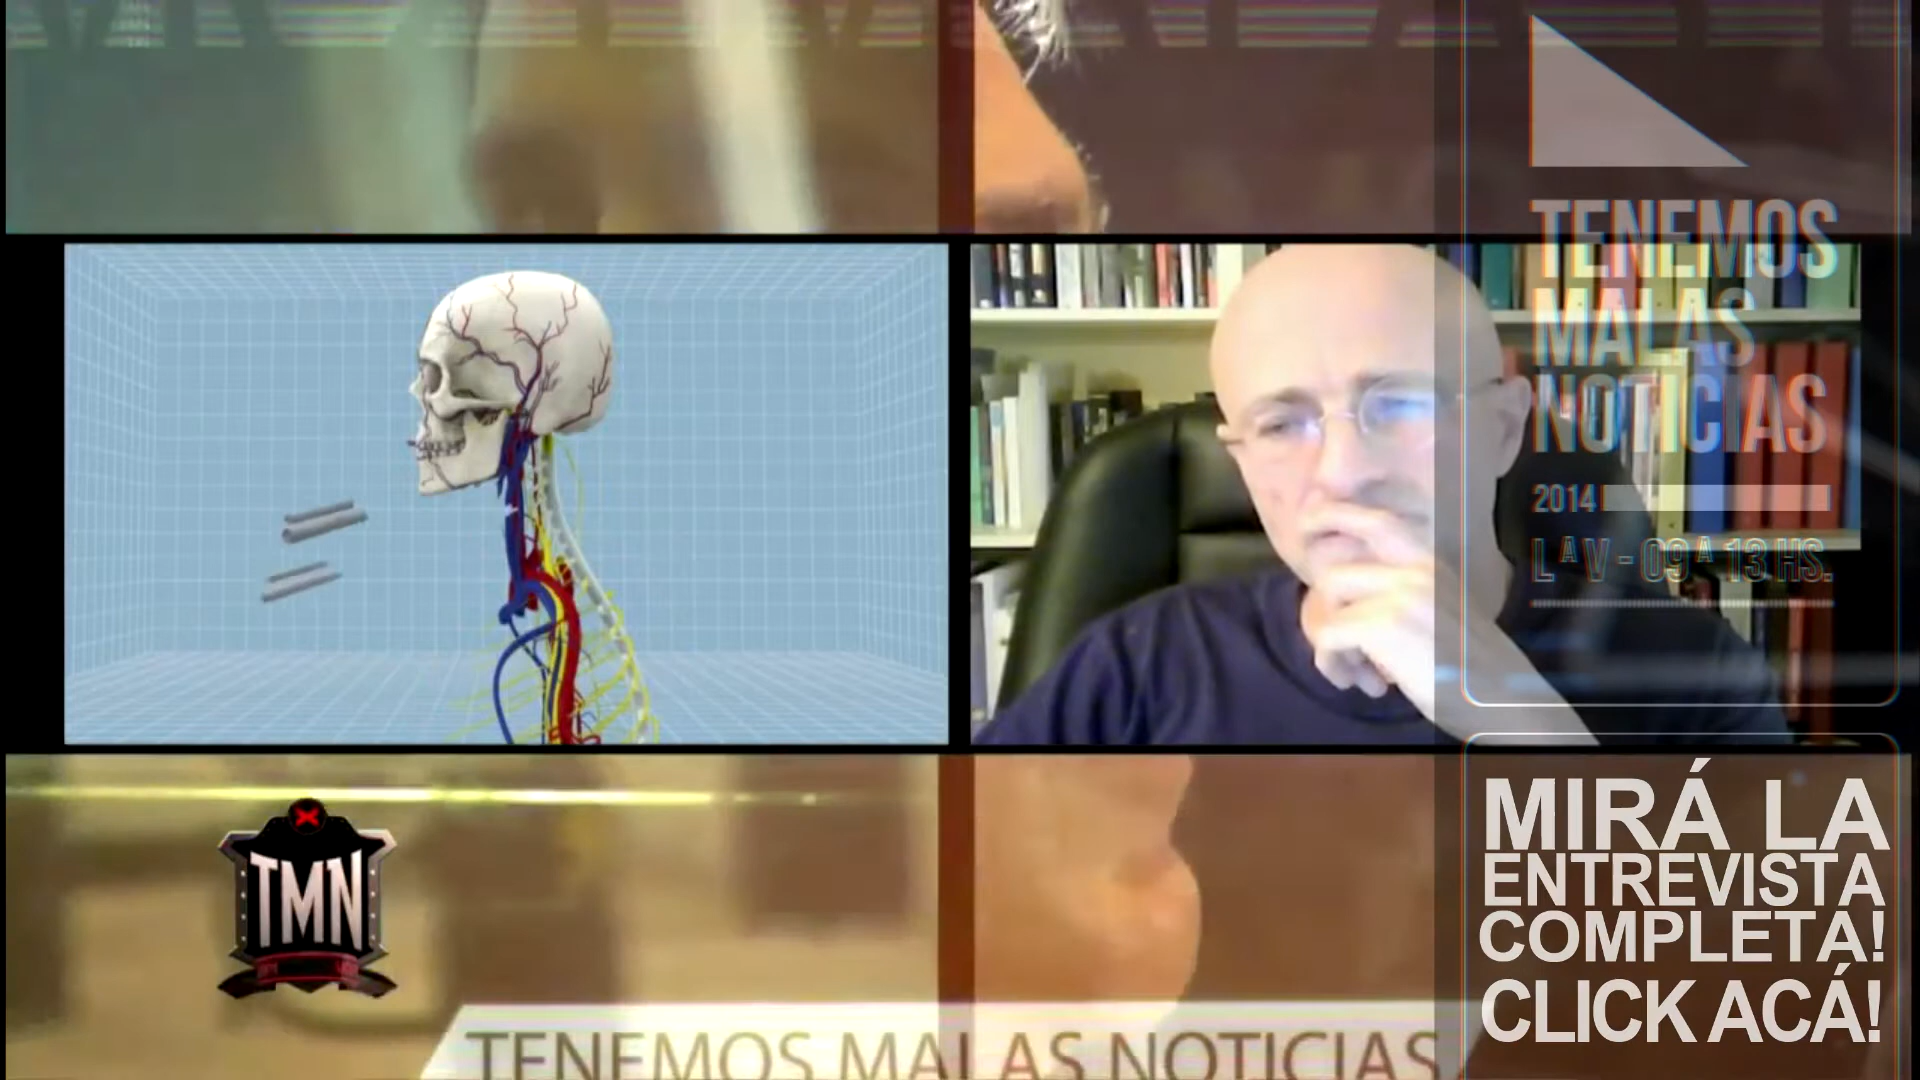 TENEMOS
MALAS
NOTICIAS
2014
L A V - 09 A 13 HS.
MIRÁ LA
ENTREVISTA
COMPLETA!
CLICK ACÁ!
TMN
TENEMOS MALAS NOTICIAS